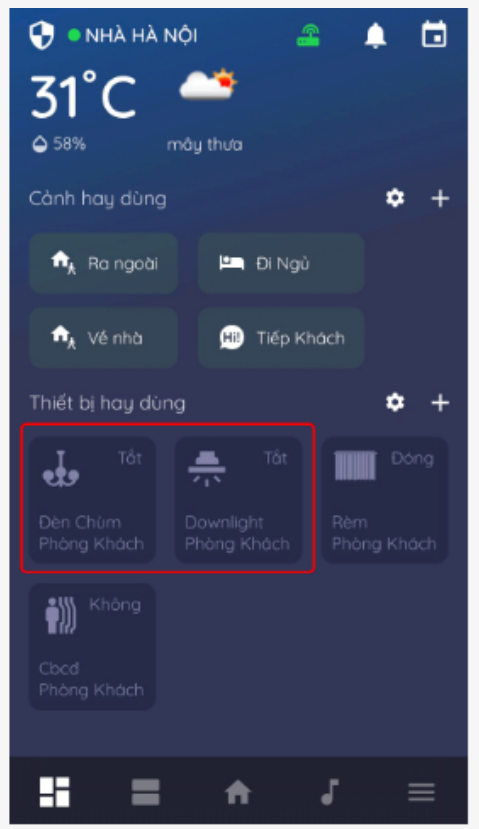 NHÀ HÀ NỘI
31°C
58% mây thưa
Cảnh hay dùng
Ra ngoài Đi Ngủ
Về nhà Hi! Tiếp Khách
Thiết bị hay dùng
Tắt Tắt Đóng
Đèn Chùm Downlight Rèm
Phòng Khách Phòng Khách Phòng Khách
Không
Cbcđ
Phòng Khách